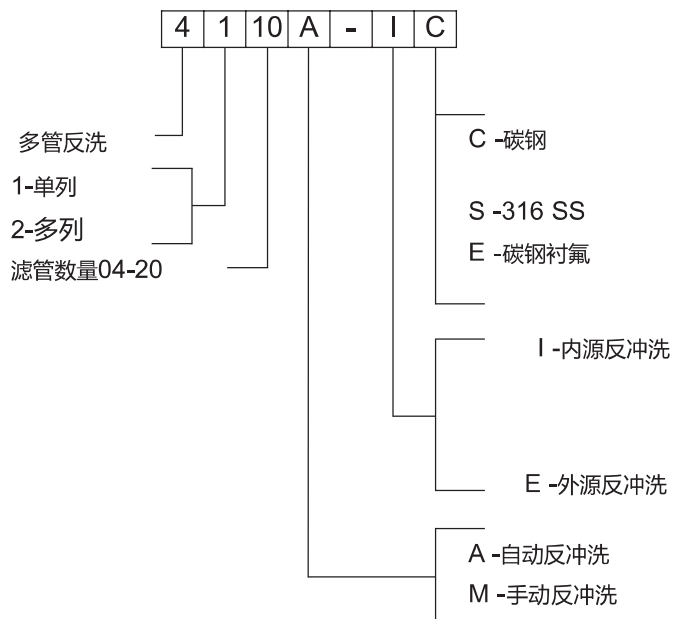 4 1 10 A - I C
多管反洗
1-单列
2-多列
滤管数量04-20
C -碳钢
S -316 SS
E -碳钢衬氟
I -内源反冲洗
E -外源反冲洗
A -自动反冲洗
M -手动反冲洗